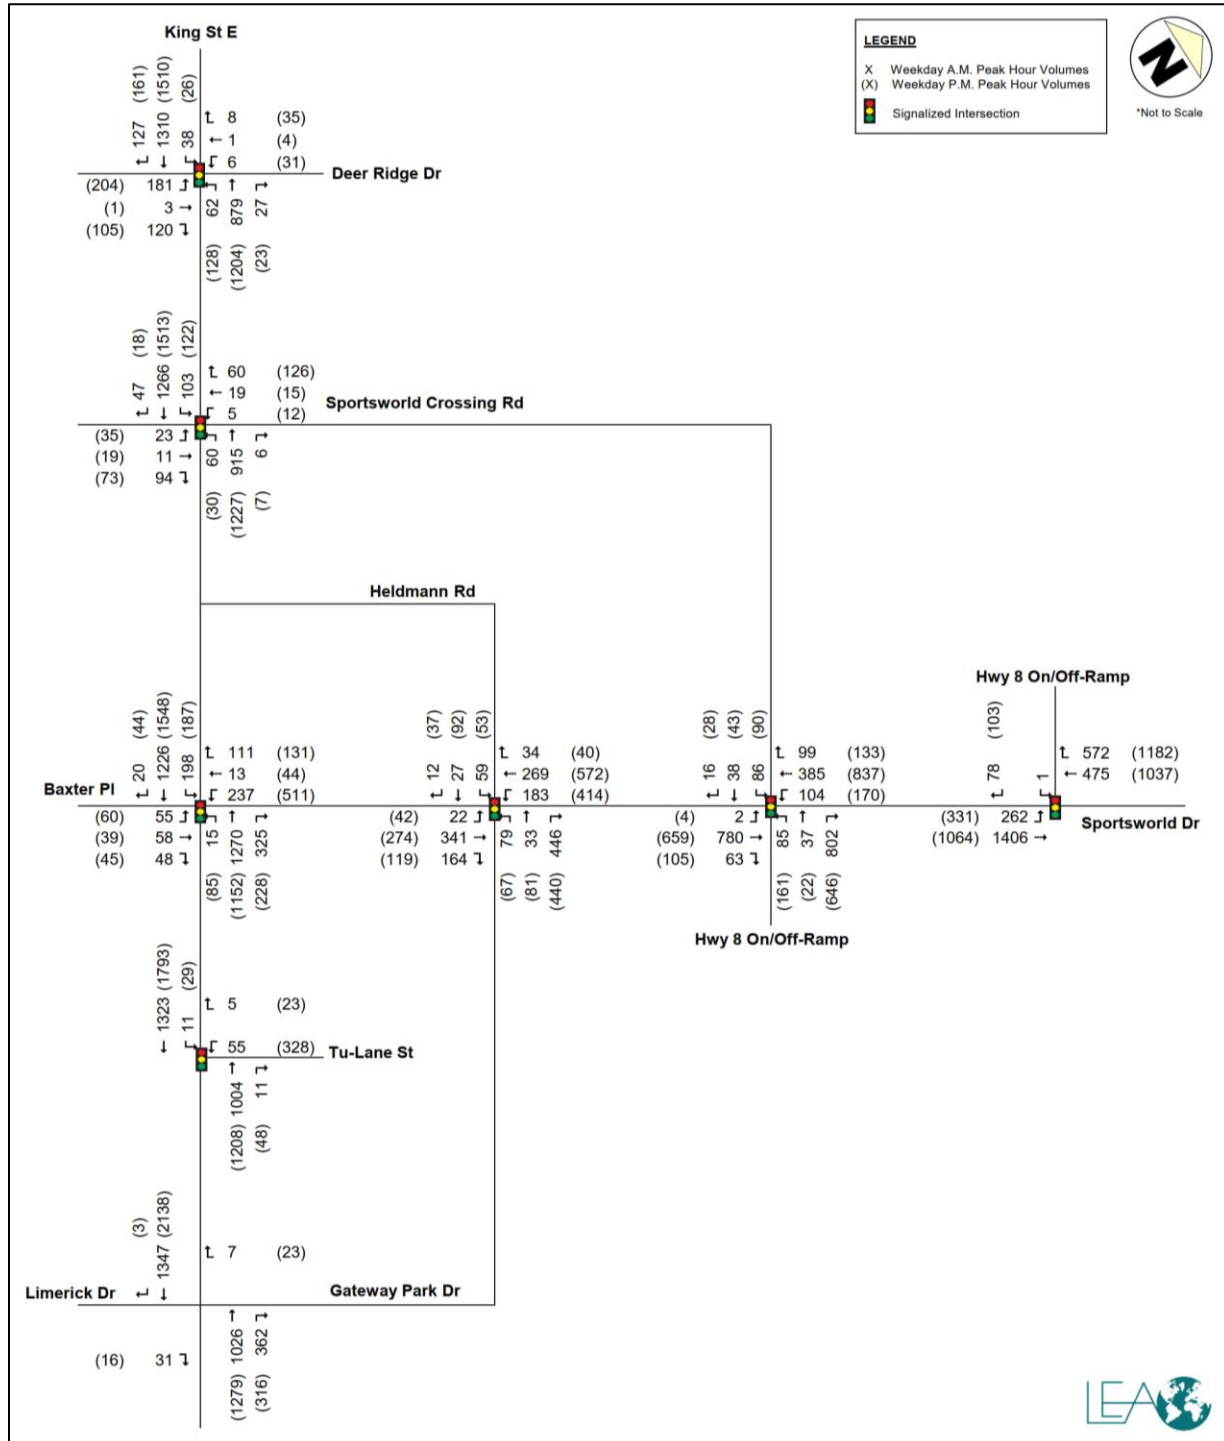 King St E
LEGEND
X Weekday A.M. Peak Hour Volumes
(X) Weekday P.M. Peak Hour Volumes
Signalized Intersection
N
*Not to Scale
(161) (1510) (26)
127 1310 38
8 (35)
1 (4)
6 (31)
Deer Ridge Dr
(204) 181
(1) 3
(105) 120
62 879 27
(128) (1204) (23)
(18) (1513) (122)
47 1266 103
60 (126)
19 (15)
5 (12)
Sportsworld Crossing Rd
(35) 23
(19) 11
(73) 94
60 915 6
(30) (1227) (7)
Heldmann Rd
(44) (1548) (187)
20 1226 198
111 (131)
13 (44)
237 (511)
Baxter Pl
(60) 55
(39) 58
(45) 48
15 1270 325
(85) (1152) (228)
(37) (92) (53)
12 27 59
34 (40)
269 (572)
183 (414)
(42) 22
(274) 341
(119) 164
79 33 446
(67) (81) (440)
(28) (43) (90)
16 38 86
99 (133)
385 (837)
104 (170)
(4) 2
(659) 780
(105) 63
85 37 802
(161) (22) (646)
Hwy 8 On/Off-Ramp
Hwy 8 On/Off-Ramp
(103)
78 1
572 (1182)
475 (1037)
(331) 262
(1064) 1406
Sportsworld Dr
(1793) (29)
1323 11
5 (23)
55 (328)
Tu-Lane St
1004 11
(1208) (48)
(3) (2138)
1347
7 (23)
Limerick Dr
Gateway Park Dr
(16) 31
1026 362
(1279) (316)
LEA